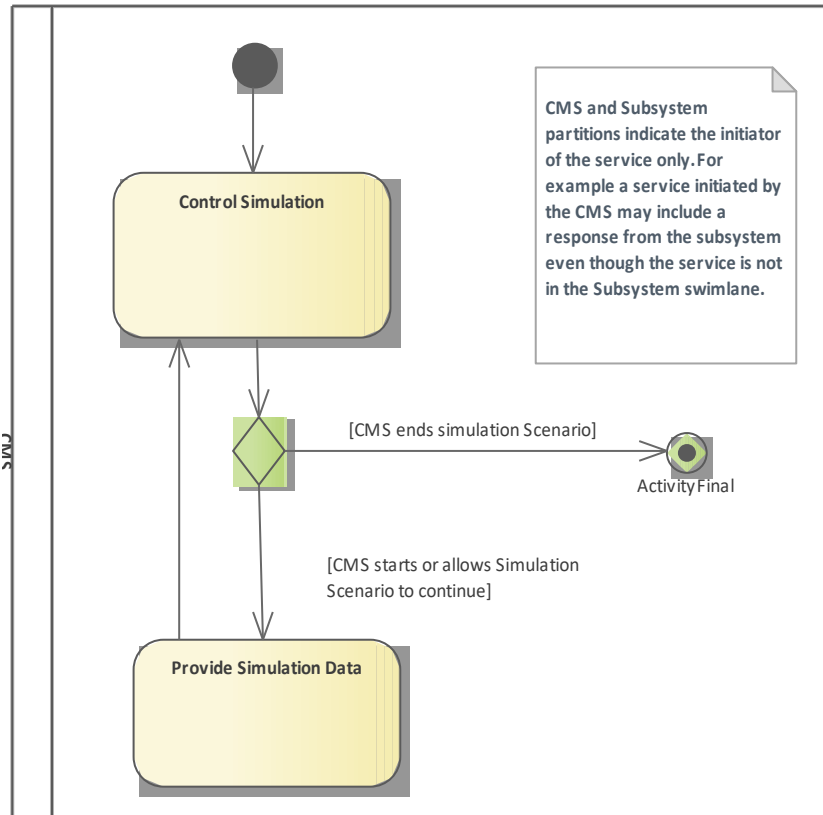 Control Simulation
CMS and Subsystem
partitions indicate the initiator
of the service only. For
example a service initiated by
the CMS may include a
response from the subsystem
even though the service is not
in the Subsystem swimlane.
CMS
[CMS ends simulation Scenario]
ActivityFinal
[CMS starts or allows Simulation
Scenario to continue]
Provide Simulation Data